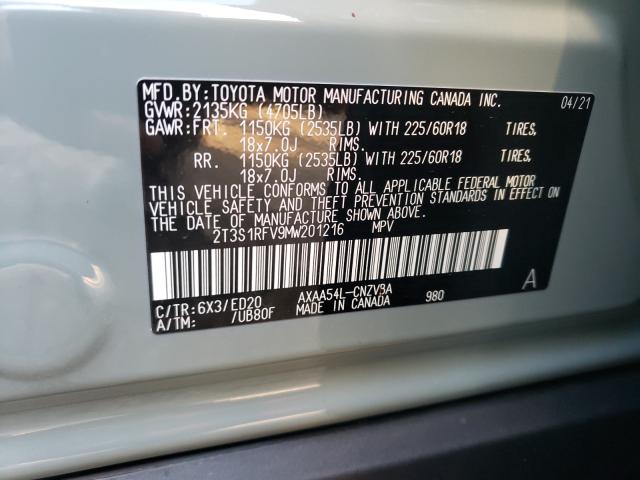 MFD.BY:TOYOTA MOTOR MANUFACTURING CANADA INC. 04/21
GVWR:2135KG (4705LB)
GAWR:FRT. 1150KG (2535LB) WITH 225/60R18 TIRES,
18x7.0J RIMS.
RR. 1150KG (2535LB) WITH 225/60R18 TIRES,
18x7.0J RIMS.
THIS VEHICLE CONFORMS TO ALL APPLICABLE FEDERAL MOTOR
VEHICLE SAFETY AND THEFT PREVENTION STANDARDS IN EFFECT ON
THE DATE OF MANUFACTURE SHOWN ABOVE.
2T3S1RFV9MW201216 MPV
C/TR:6X3/ED20 AXAA54L-CNZVBA 980 A
A/TM: /UB80F MADE IN CANADA